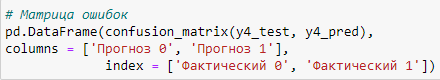 # Матрица ошибок
pd.DataFrame(confusion_matrix(y4_test, y4_pred),
columns = ['Прогноз 0', 'Прогноз 1'],
index = ['Фактический 0', 'Фактический 1'])